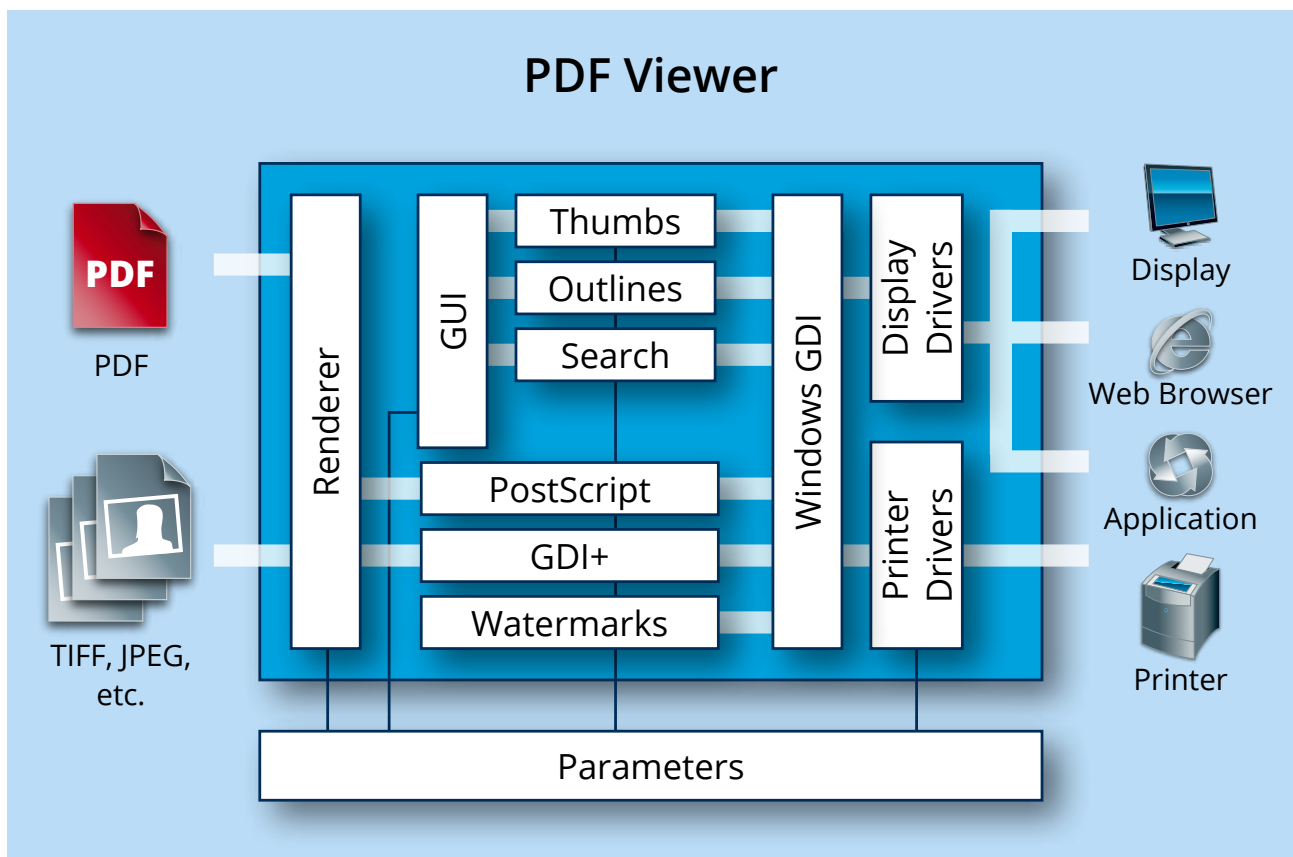 PDF Viewer
PDF
PDF
TIFF, JPEG,
etc.
Renderer
GUI
Thumbs
Outlines
Search
PostScript
GDI+
Watermarks
Windows GDI
Display
Drivers
Printer
Drivers
Display
Web Browser
Application
Printer
Parameters